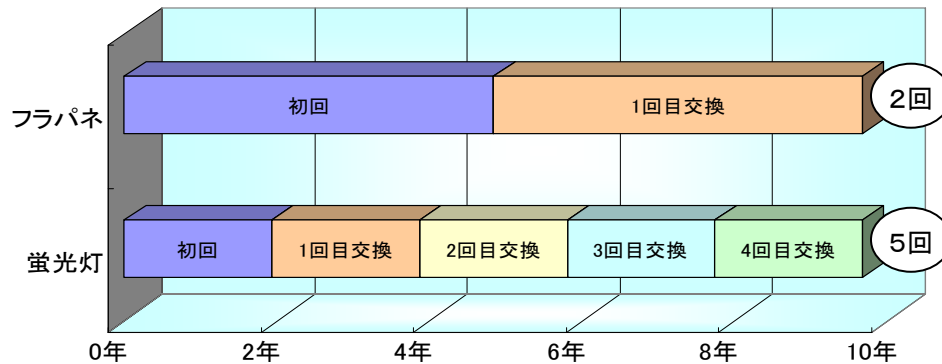 フラパネ
初回
1回目交換
2回
蛍光灯
初回
1回目交換
2回目交換
3回目交換
4回目交換
5回
0年
2年
4年
6年
8年
10年